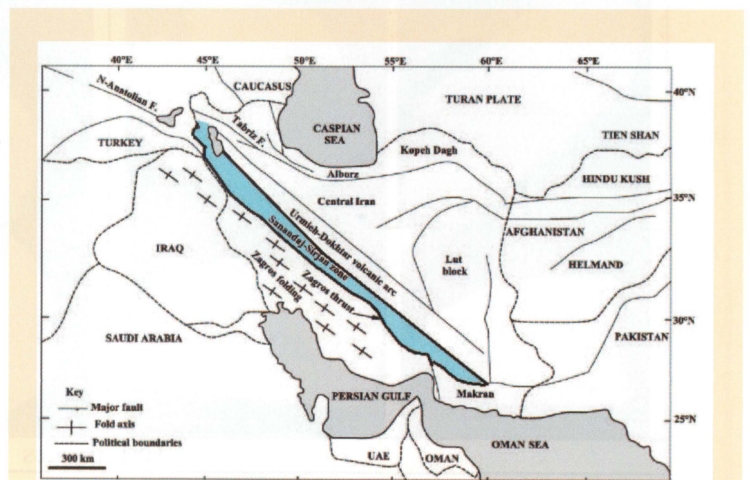 40°E 45°E 50°E 55°E 60°E 65°E
N-Anatolian F.
CAUCASUS
TURAN PLATE
40°N
Tabriz F.
CASPIAN
SEA
TIEN SHAN
TURKEY
Kopeh Dagh
Alborz
HINDU KUSH
Central Iran
35°N
Urmieh-Dokhtar volcanic arc
AFGHANISTAN
Sanandaj-Sirjan zone
IRAQ
Lut
block
HELMAND
Zagros thrust
Zagros folding
30°N
SAUDI ARABIA
PAKISTAN
Key
PERSIAN GULF
Makran
Major fault
Fold axis
25°N
Political boundaries
OMAN SEA
UAE
OMAN
300 km